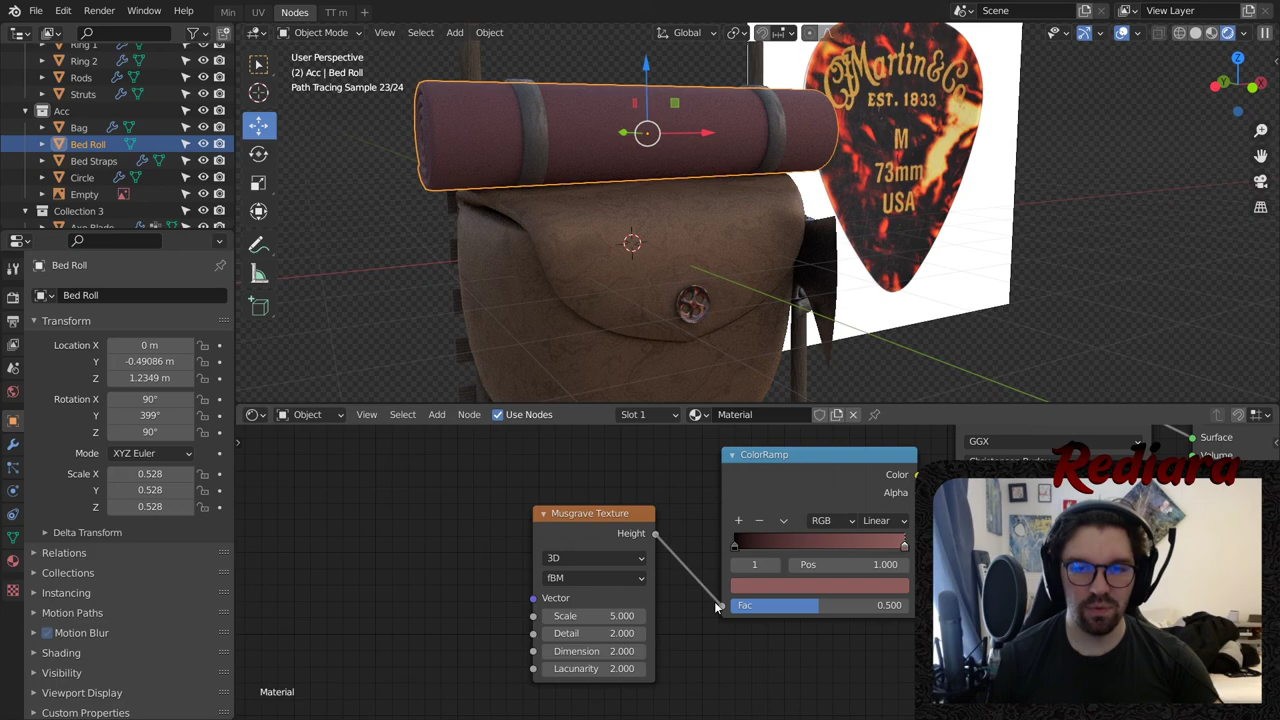 File Edit Render Window Help Min UV Nodes TT m + Scene View Layer
Object Mode View Select Add Object Global
User Perspective
(2) Acc | Bed Roll
Path Tracing Sample 23/24
Ring 1
Ring 2
Rods
Struts
Acc
Bag
Bed Roll
Bed Straps
Circle
Empty
Collection 3
Axe Blade
Martin & Co
EST. 1833
M
73mm
USA
Bed Roll
Bed Roll
Transform
Location X 0 m
Y -0.49086 m
Z 1.2349 m
Rotation X 90°
Y 399°
Z 90°
Mode XYZ Euler
Scale X 0.528
Y 0.528
Z 0.528
Delta Transform
Relations
Collections
Instancing
Motion Paths
Motion Blur
Shading
Visibility
Viewport Display
Custom Properties
Object View Select Add Node Use Nodes Slot 1 Material
Musgrave Texture
Height
3D
fBM
Vector
Scale 5.000
Detail 2.000
Dimension 2.000
Lacunarity 2.000
Material
ColorRamp
Color
Alpha
RGB Linear
1 Pos 1.000
Fac 0.500
GGX
Surface
Volume
Rediara